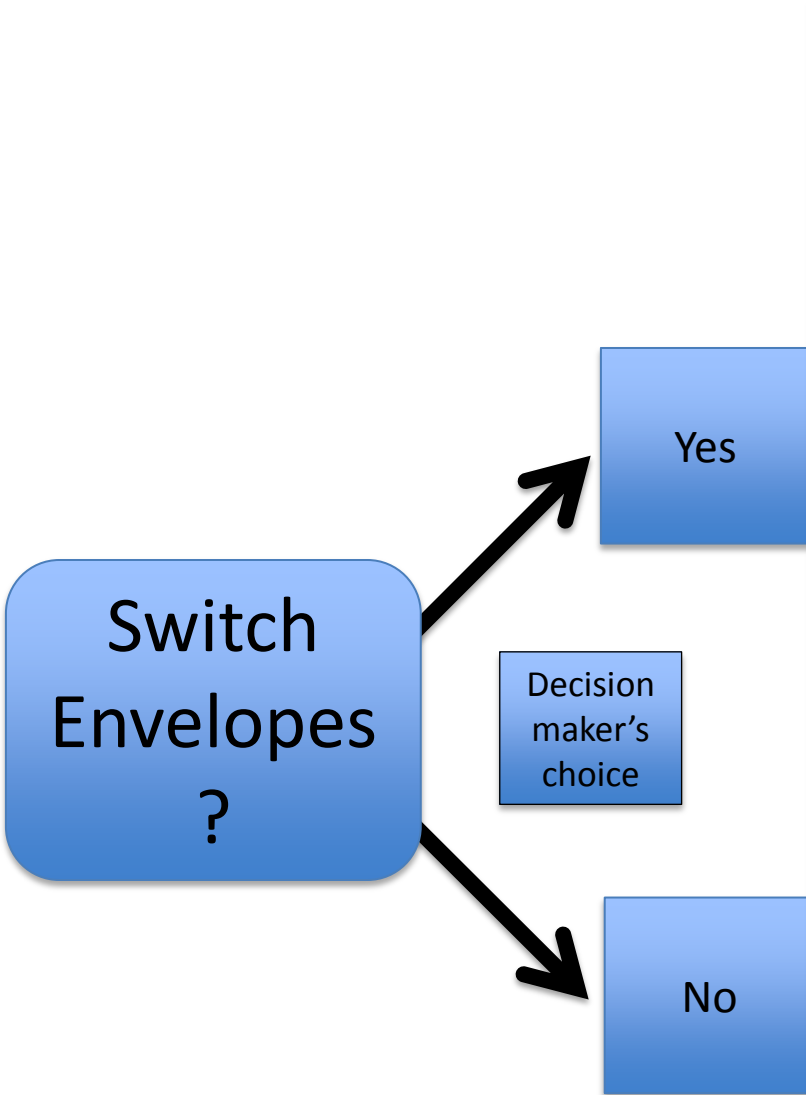 Yes
Switch
Envelopes
?
Decision
maker’s
choice
No